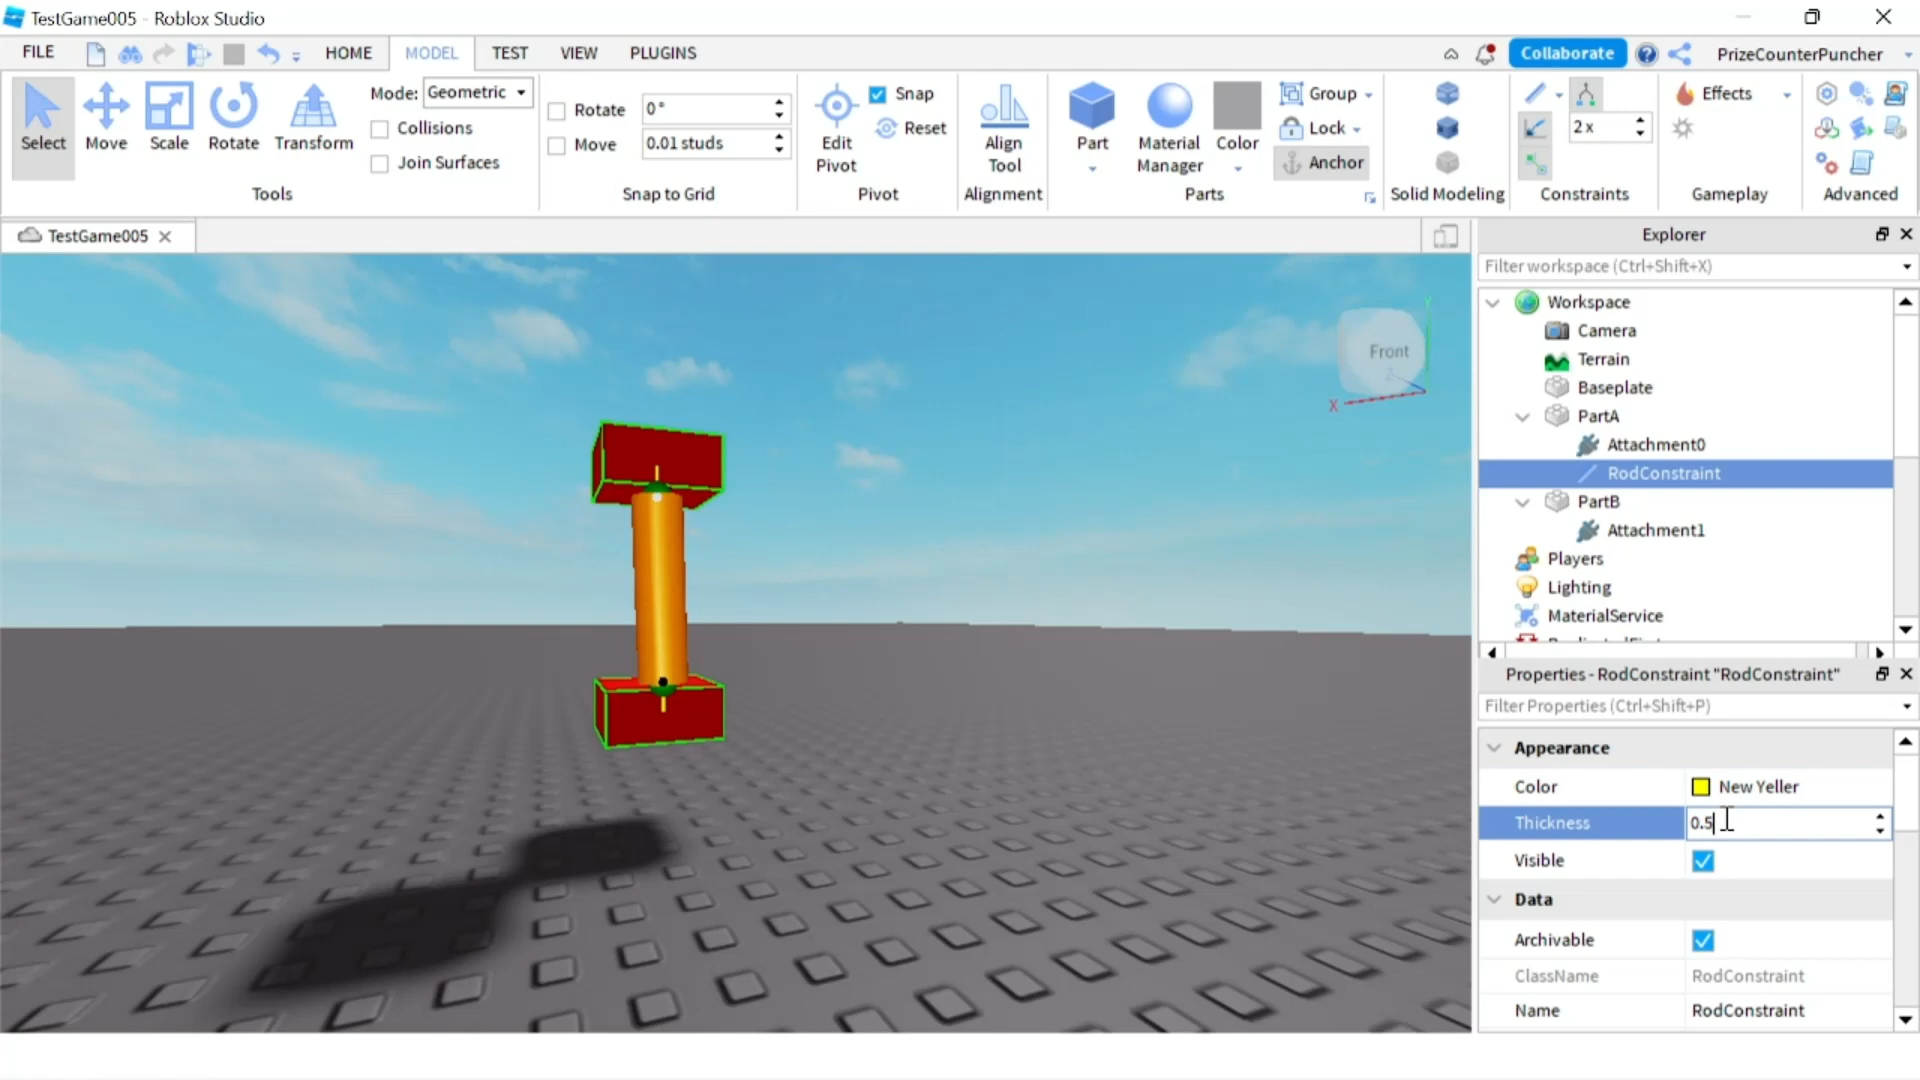 TestGame005 - Roblox Studio
FILE HOME MODEL TEST VIEW PLUGINS Collaborate PrizeCounterPuncher
Select Move Scale Rotate Transform
Mode: Geometric
Collisions
Join Surfaces
Tools
Rotate 0°
Move 0.01 studs
Snap to Grid
Edit Pivot
Snap
Reset
Pivot
Align Tool
Alignment
Part
Material Manager
Color
Group
Lock
Anchor
Parts
Solid Modeling
2 x
Constraints
Effects
Gameplay
Advanced
TestGame005
Front
Y
Z
X
Explorer
Filter workspace (Ctrl+Shift+X)
Workspace
Camera
Terrain
Baseplate
PartA
Attachment0
RodConstraint
PartB
Attachment1
Players
Lighting
MaterialService
Properties - RodConstraint "RodConstraint"
Filter Properties (Ctrl+Shift+P)
Appearance
Color New Yeller
Thickness 0.5
Visible
Data
Archivable
ClassName RodConstraint
Name RodConstraint